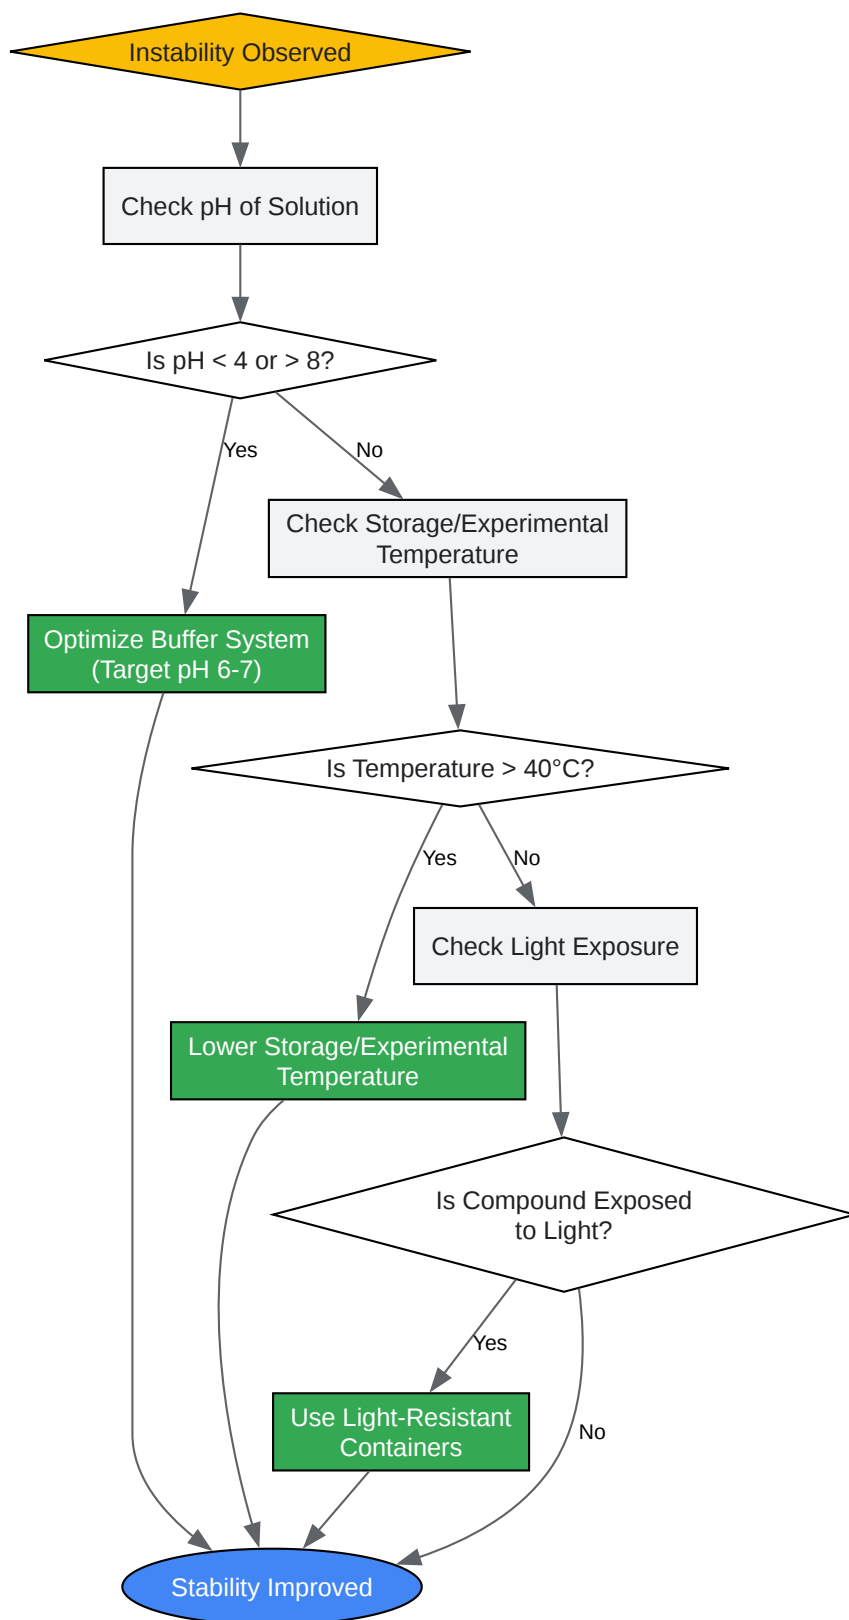 Instability Observed
Check pH of Solution
Is pH < 4 or > 8?
Yes
No
Check Storage/Experimental
Temperature
Optimize Buffer System
(Target pH 6-7)
Is Temperature > 40°C?
Yes
No
Check Light Exposure
Lower Storage/Experimental
Temperature
Is Compound Exposed
to Light?
Yes
Use Light-Resistant
Containers
No
Stability Improved